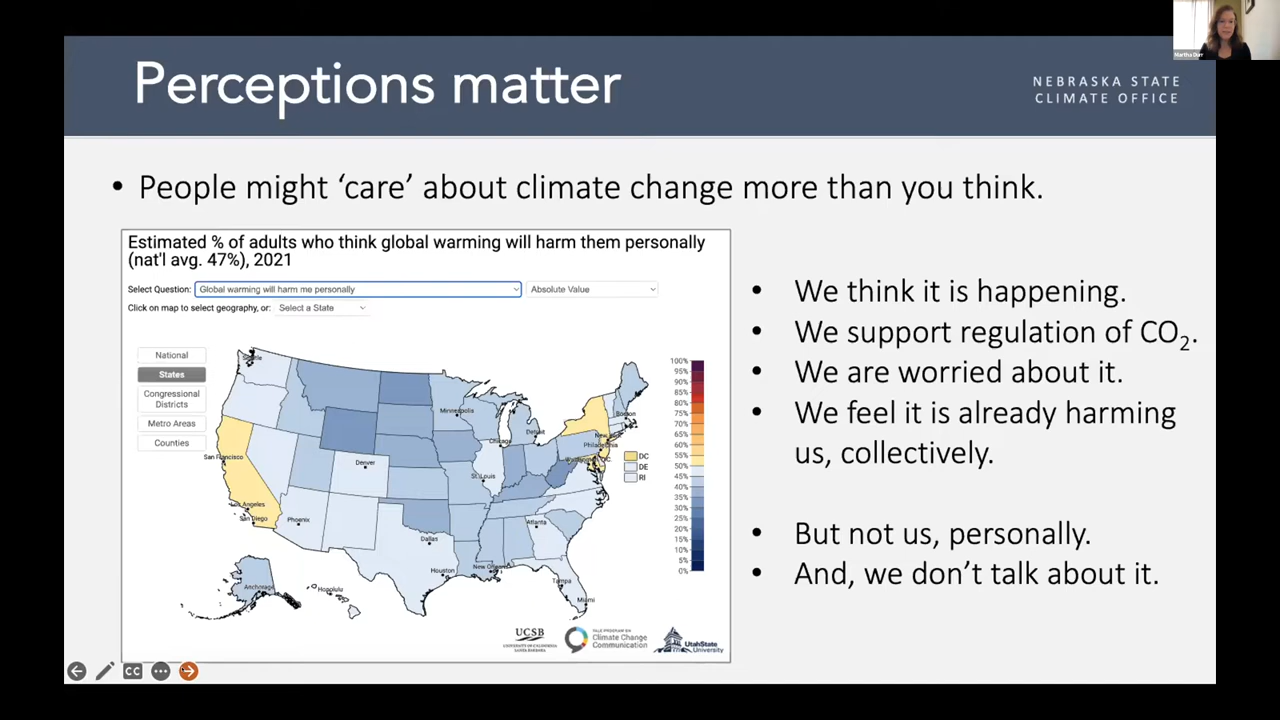 Perceptions matter
NEBRASKA STATE
CLIMATE OFFICE
• People might ‘care’ about climate change more than you think.
Estimated % of adults who think global warming will harm them personally
(nat'l avg. 47%), 2021
Select Question: Global warming will harm me personally
Absolute Value
Click on map to select geography, or: Select a State
National
States
Congressional
Districts
Metro Areas
Counties
Seattle
San Francisco
Los Angeles
San Diego
Phoenix
Denver
Minneapolis
Chicago
Detroit
St. Louis
Dallas
Houston
New Orleans
Atlanta
Tampa
Miami
Boston
New York
Philadelphia
Anchorage
Honolulu
DC
DE
RI
100%
95%
90%
85%
80%
75%
70%
65%
60%
55%
50%
45%
40%
35%
30%
25%
20%
15%
10%
5%
0%
UCSB
UNIVERSITY OF CALIFORNIA
SANTA BARBARA
YALE PROGRAM ON
Climate Change
Communication
UtahState
University
• We think it is happening.
• We support regulation of CO2.
• We are worried about it.
• We feel it is already harming
us, collectively.
• But not us, personally.
• And, we don’t talk about it.
CC